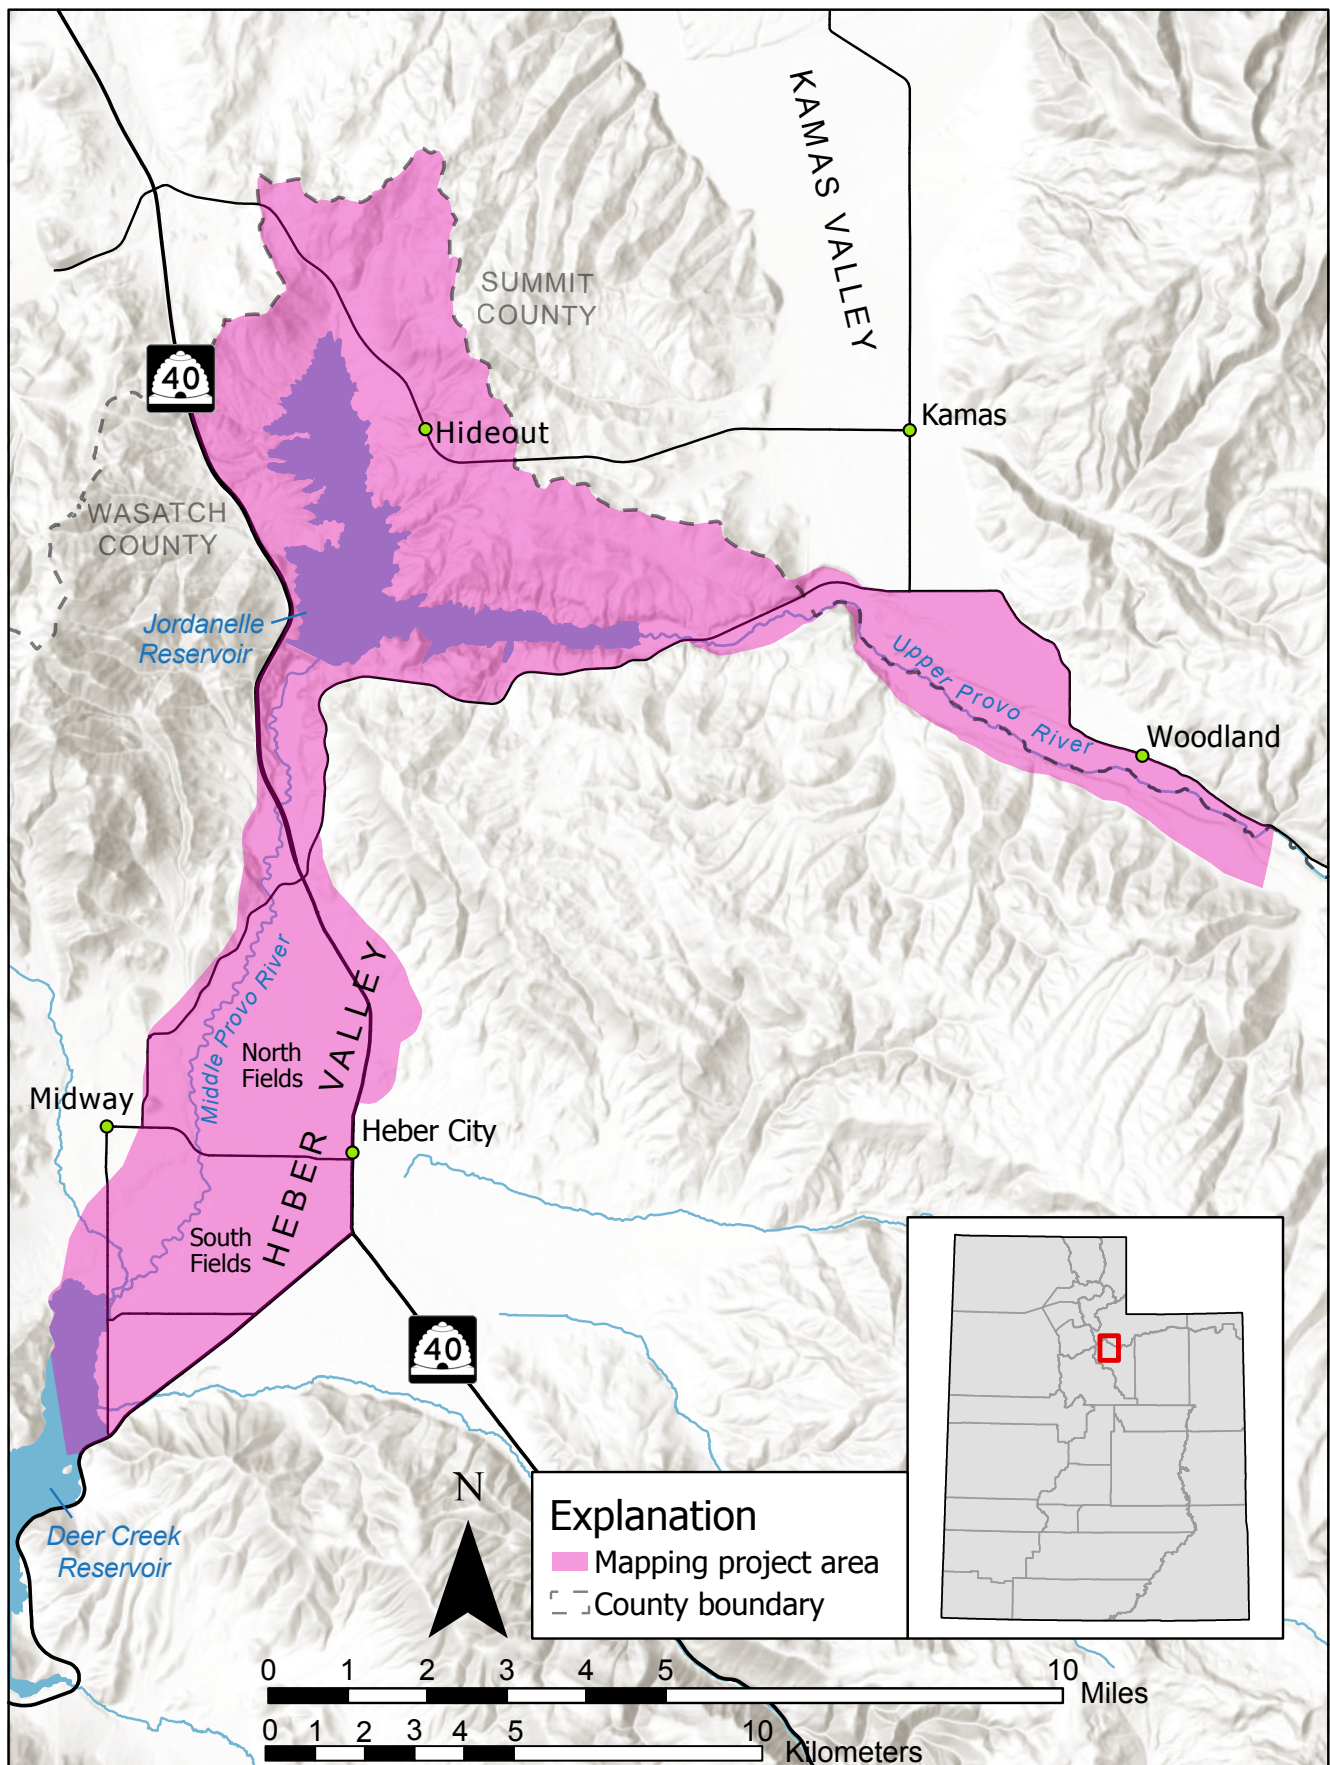 KAMAS VALLEY
SUMMIT
COUNTY
40
Hideout
Kamas
WASATCH
COUNTY
Jordanelle
Reservoir
Upper Provo River
Woodland
Middle Provo River
HEBER VALLEY
North
Fields
Midway
Heber City
South
Fields
40
Deer Creek
Reservoir
N
Explanation
Mapping project area
County boundary
0 1 2 3 4 5 10
Miles
0 1 2 3 4 5 10
Kilometers